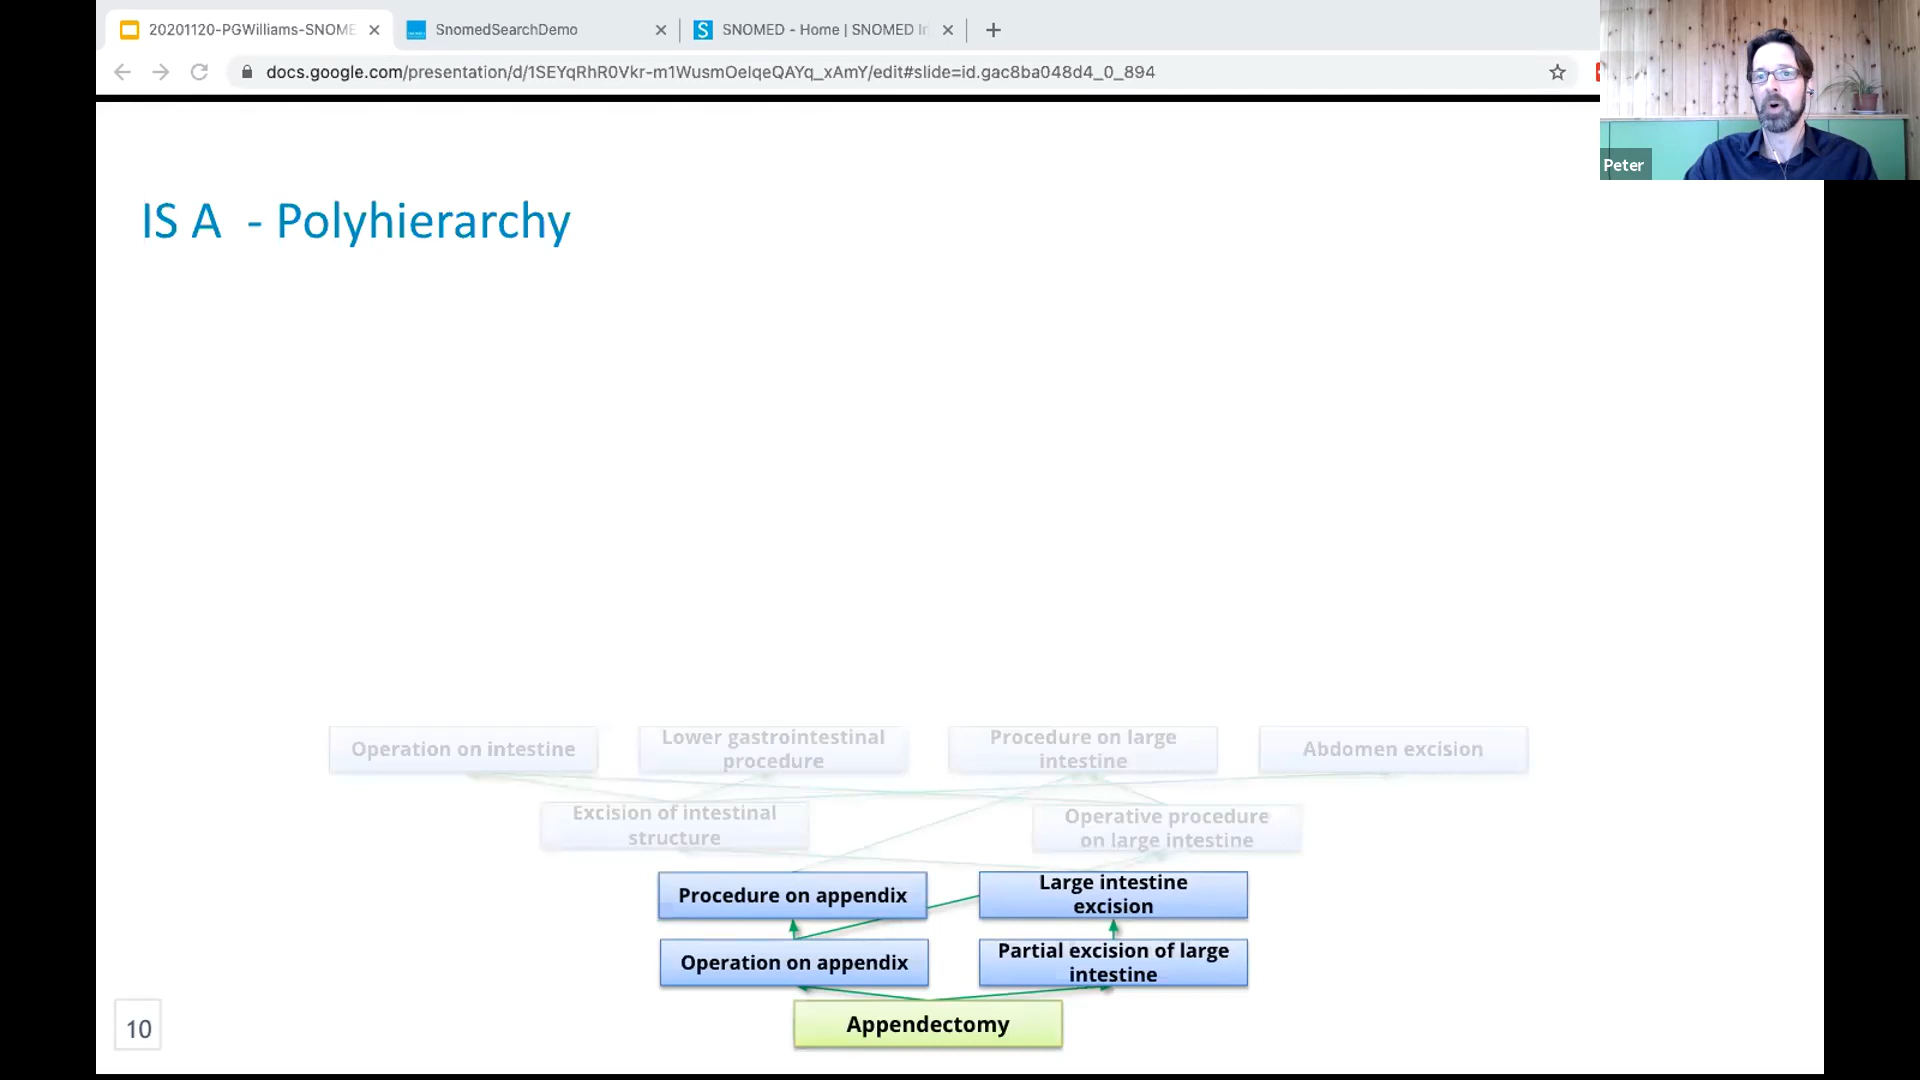 20201120-PGWilliams-SNOME
SnomedSearchDemo
SNOMED - Home | SNOMED In
docs.google.com/presentation/d/1SEYqRhR0Vkr-m1WusmOeIqeQAYq_xAmY/edit#slide=id.gac8ba048d4_0_894
Peter
IS A - Polyhierarchy
Operation on intestine
Lower gastrointestinal
procedure
Procedure on large
intestine
Abdomen excision
Excision of intestinal
structure
Operative procedure
on large intestine
Procedure on appendix
Large intestine
excision
Operation on appendix
Partial excision of large
intestine
Appendectomy
10